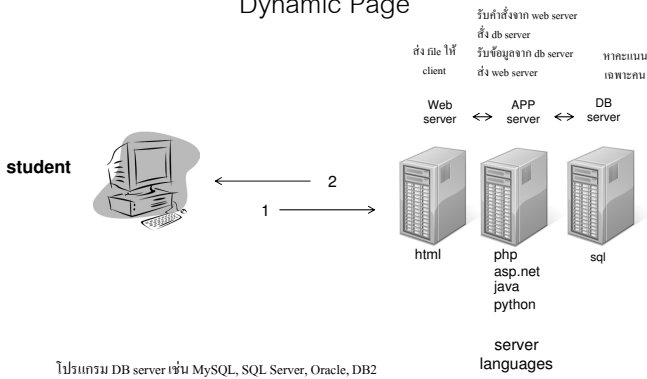 Dynamic Page
รับคำสั่งจาก web server
สั่ง db server
รับข้อมูลจาก db server
ส่ง web server
ส่ง file ให้
client
หาคะแนน
เฉพาะคน
Web
server
APP
server
DB
server
student
2
1
html
php
asp.net
java
python
sql
server
languages
โปรแกรม DB server เช่น MySQL, SQL Server, Oracle, DB2